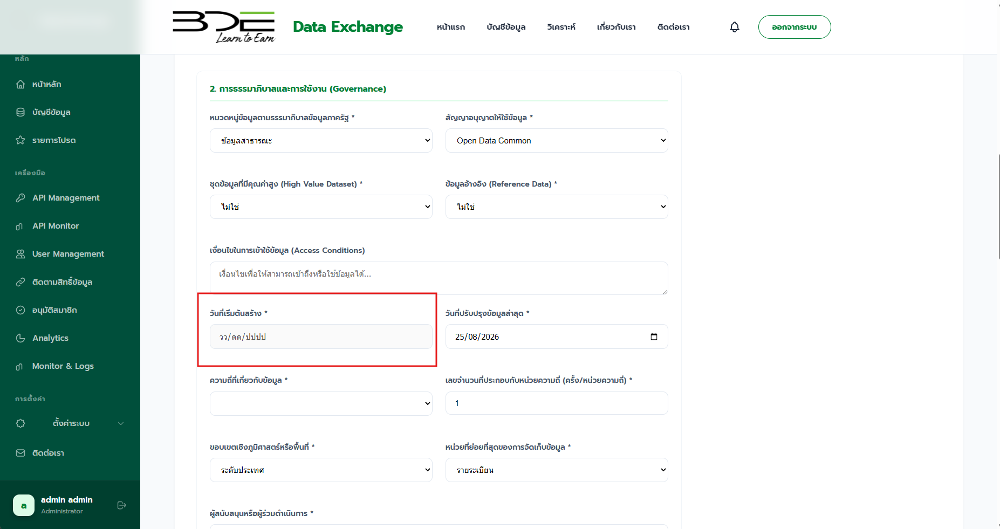 BDE
Learn to Earn
Data Exchange
หน้าแรก
บัญชีข้อมูล
วิเคราะห์
เกี่ยวกับเรา
ติดต่อเรา
ออกจากระบบ
หลัก
หน้าหลัก
บัญชีข้อมูล
รายการโปรด
เครื่องมือ
API Management
API Monitor
User Management
ติดตามสิทธิ์ข้อมูล
อนุมัติสมาชิก
Analytics
Monitor & Logs
การตั้งค่า
ตั้งค่าระบบ
ติดต่อเรา
a
admin admin
Administrator
2. การธรรมาภิบาลและการใช้งาน (Governance)
หมวดหมู่ข้อมูลตามธรรมาภิบาลข้อมูลภาครัฐ *
สัญญาอนุญาตให้ใช้ข้อมูล *
ข้อมูลสาธารณะ
Open Data Common
ชุดข้อมูลที่มีคุณค่าสูง (High Value Dataset) *
ข้อมูลอ้างอิง (Reference Data) *
ไม่ใช่
ไม่ใช่
เงื่อนไขในการเข้าใช้ข้อมูล (Access Conditions)
เงื่อนไขเพื่อให้สามารถเข้าถึงหรือใช้ข้อมูลได้...
วันที่เริ่มต้นสร้าง *
วันที่ปรับปรุงข้อมูลล่าสุด *
วว/ดด/ปปปป
25/08/2026
ความถี่ที่เกี่ยวกับข้อมูล *
เลขจำนวนที่ประกอบกับหน่วยความถี่ (ครั้ง/หน่วยความถี่) *
1
ขอบเขตเชิงภูมิศาสตร์หรือพื้นที่ *
หน่วยที่ย่อยที่สุดของการจัดเก็บข้อมูล *
ระดับประเทศ
รายระเบียน
ผู้สนับสนุนหรือผู้ร่วมดำเนินการ *